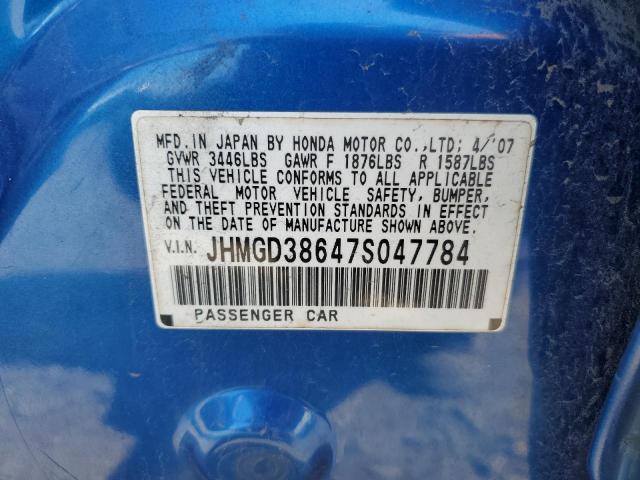 MFD. IN JAPAN BY HONDA MOTOR CO.,LTD; 4/'07
GVWR 3446LBS GAWR F 1876LBS R 1587LBS
THIS VEHICLE CONFORMS TO ALL APPLICABLE
FEDERAL MOTOR VEHICLE SAFETY, BUMPER,
AND THEFT PREVENTION STANDARDS IN EFFECT
ON THE DATE OF MANUFACTURE SHOWN ABOVE.
V.I.N. JHMGD38647S047784
PASSENGER CAR